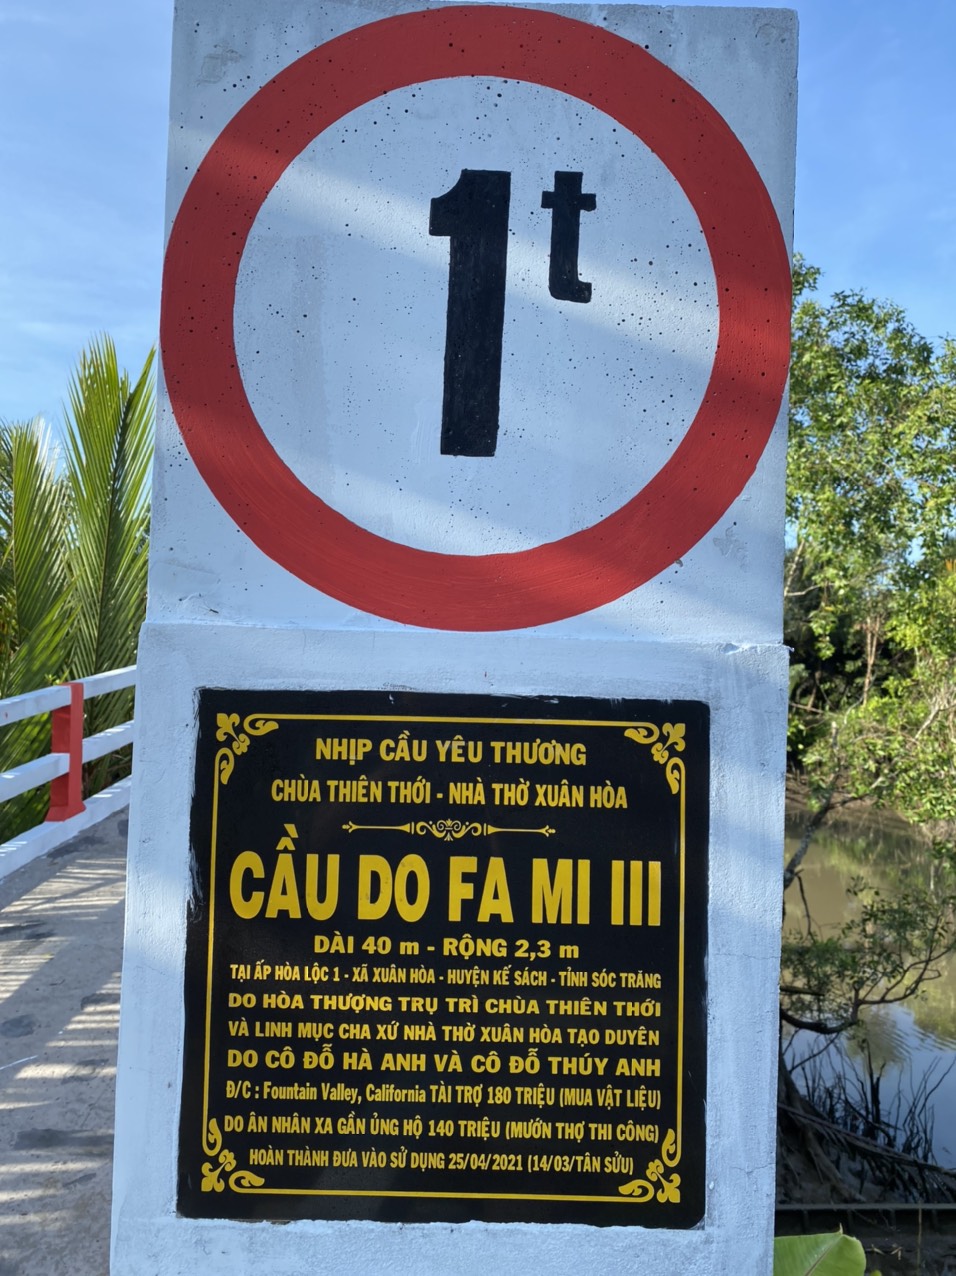 1t
NHỊP CẦU YÊU THƯƠNG
CHÙA THIÊN THỚI - NHÀ THỜ XUÂN HÒA
CẦU DO FA MI III
DÀI 40 m - RỘNG 2,3 m
TẠI ẤP HÒA LỘC 1 - XÃ XUÂN HÒA - HUYỆN KẾ SÁCH - TỈNH SÓC TRĂNG
DO HÒA THƯỢNG TRỤ TRÌ CHÙA THIÊN THỚI
VÀ LINH MỤC CHA XỨ NHÀ THỜ XUÂN HÒA TẠO DUYÊN
DO CÔ ĐỖ HÀ ANH VÀ CÔ ĐỖ THÚY ANH
Đ/C : Fountain Valley, California TÀI TRỢ 180 TRIỆU (MUA VẬT LIỆU)
DO ÂN NHÂN XA GẦN ỦNG HỘ 140 TRIỆU (MƯỚN THỢ THI CÔNG)
HOÀN THÀNH ĐƯA VÀO SỬ DỤNG 25/04/2021 (14/03/TÂN SỬU)